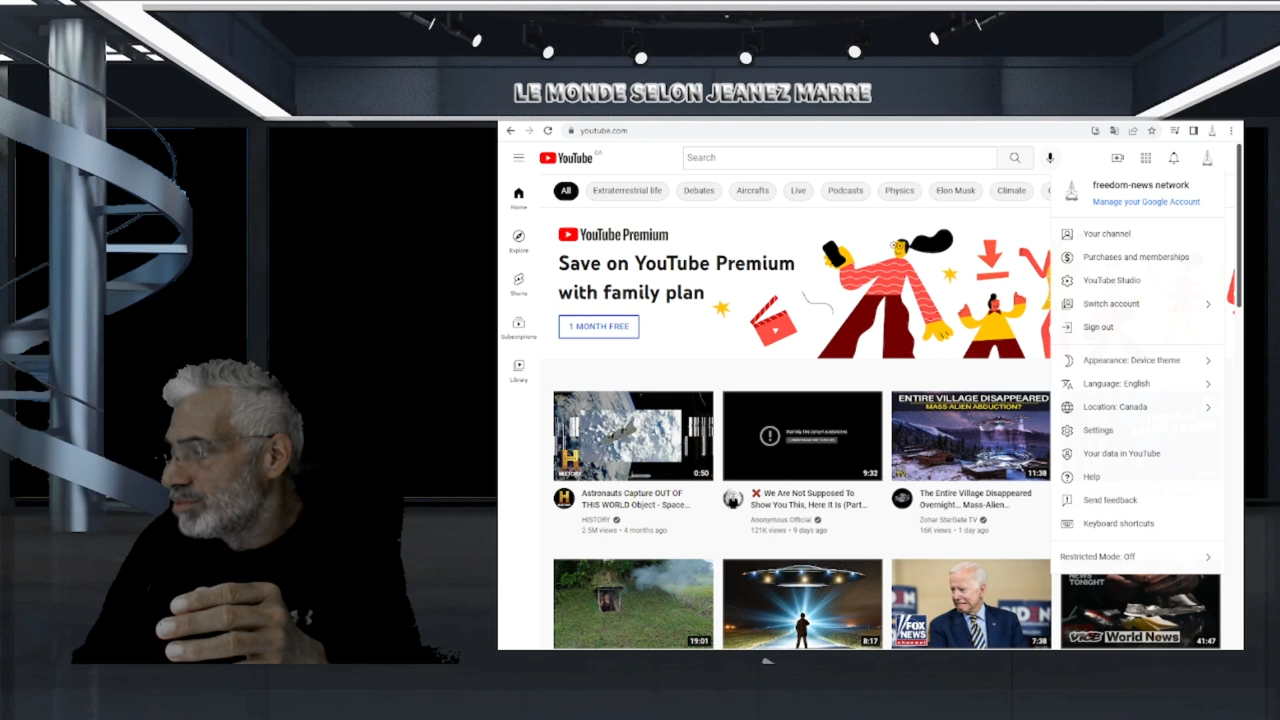 LE MONDE SELON JEANEZ MARRE
youtube.com
YouTube CA
Search
All
Extraterrestrial life
Debates
Aircrafts
Live
Podcasts
Physics
Elon Musk
Climate
Home
Explore
Shorts
Subscriptions
Library
YouTube Premium
Save on YouTube Premium
with family plan
1 MONTH FREE
freedom-news network
Manage your Google Account
Your channel
Purchases and memberships
YouTube Studio
Switch account
Sign out
Appearance: Device theme
Language: English
Location: Canada
Settings
Your data in YouTube
Help
Send feedback
Keyboard shortcuts
Restricted Mode: Off
HISTORY
0:50
9:32
ENTIRE VILLAGE DISAPPEARED
MASS ALIEN ABDUCTION?
11:38
Astronauts Capture OUT OF
THIS WORLD Object - Space...
HISTORY
2.5M views • 4 months ago
❌ We Are Not Supposed To
Show You This, Here It Is (Part...
Anonymous Official
121K views • 9 days ago
The Entire Village Disappeared
Overnight... Mass-Alien...
Zohar StarGate TV
16K views • 1 day ago
19:01
8:17
FOX
NEWS
channel
7:38
NEWS
TONIGHT
VICE World News
41:47